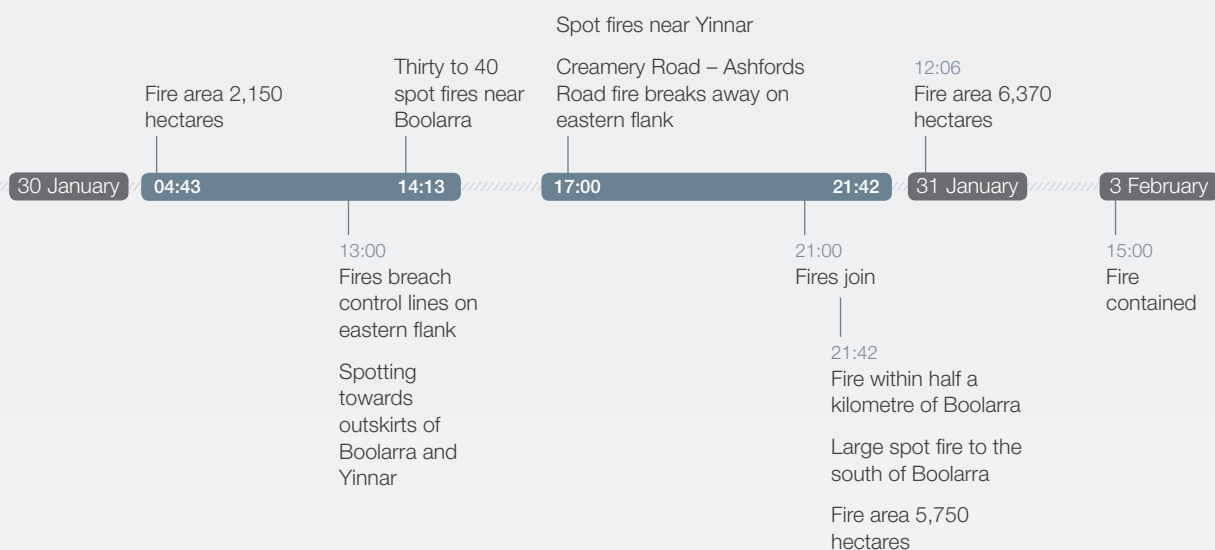 Spot fires near Yinnar
Fire area 2,150
hectares
Thirty to 40
spot fires near
Boolarra
Creamery Road – Ashfords
Road fire breaks away on
eastern flank
12:06
Fire area 6,370
hectares
30 January
04:43
14:13
17:00
21:42
31 January
3 February
13:00
Fires breach
control lines on
eastern flank
Spotting
towards
outskirts of
Boolarra and
Yinnar
21:00
Fires join
21:42
Fire within half a
kilometre of Boolarra
Large spot fire to the
south of Boolarra
Fire area 5,750
hectares
15:00
Fire
contained